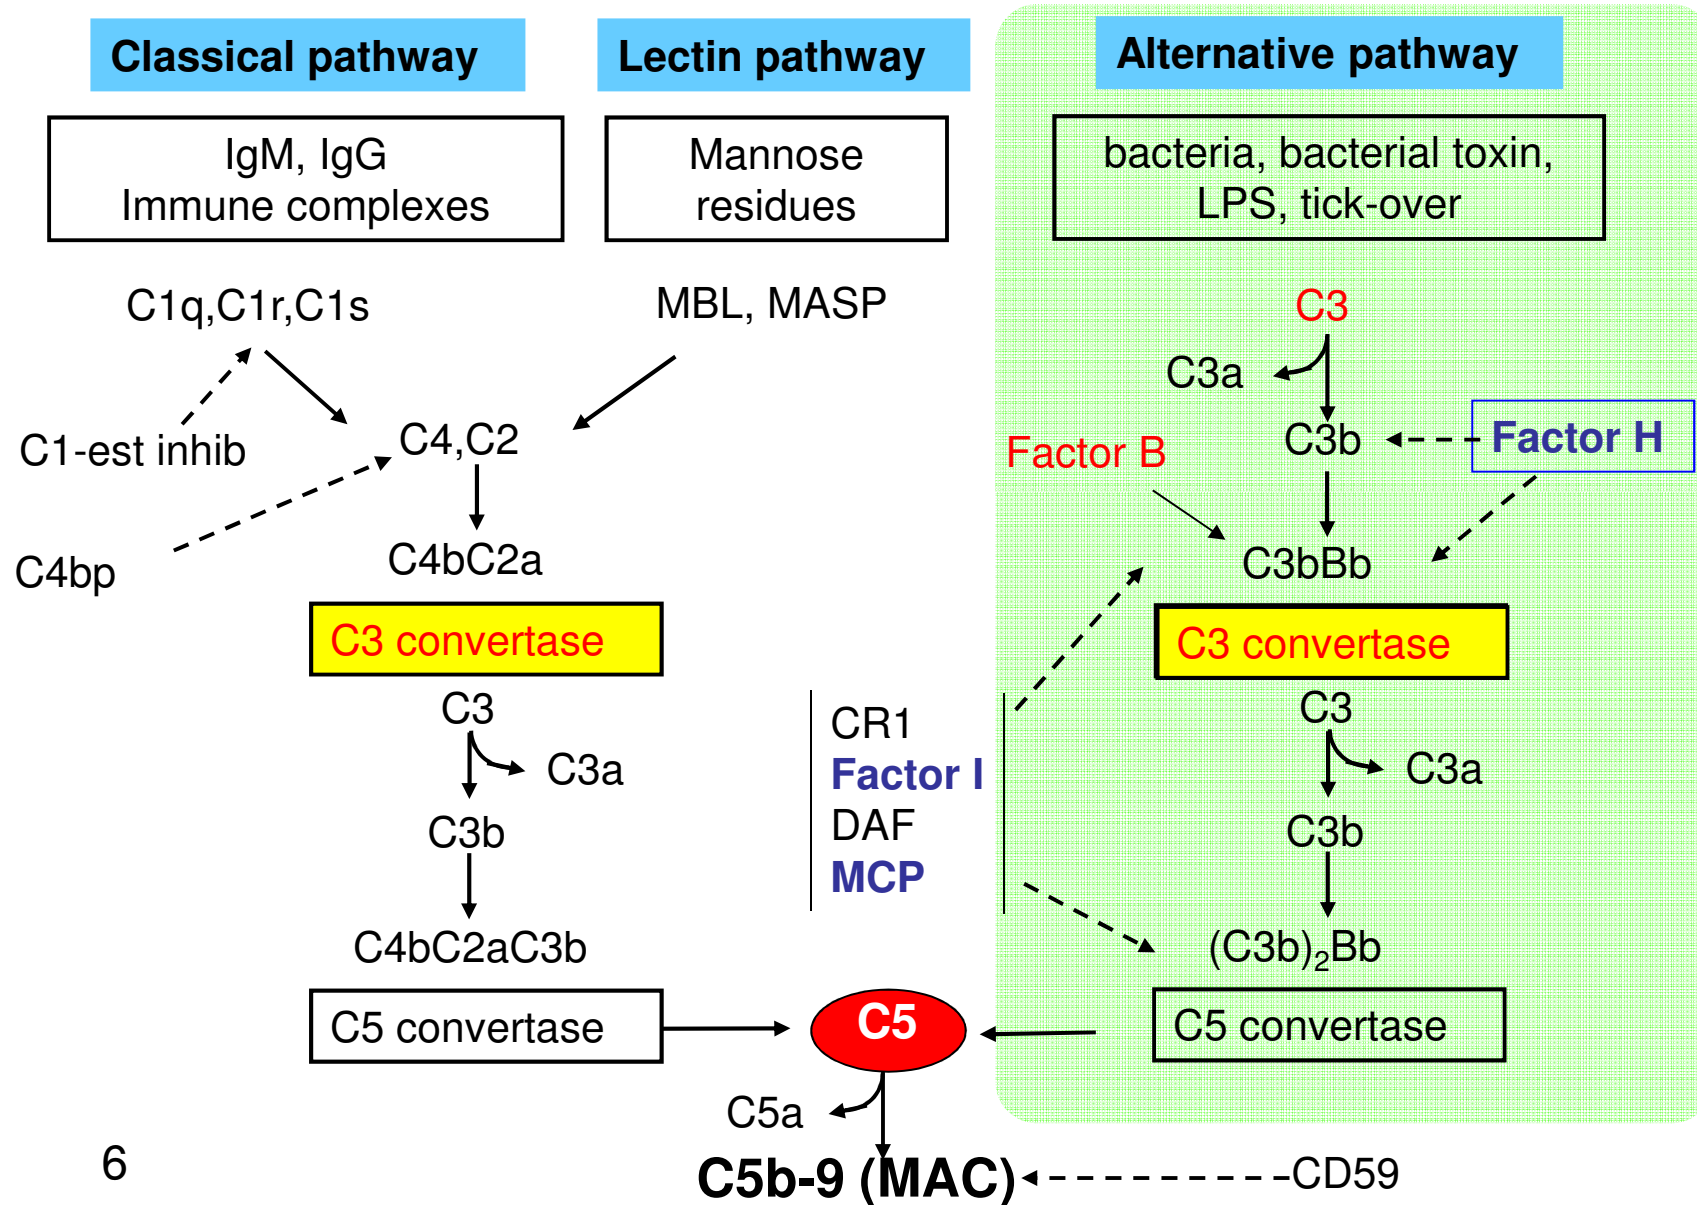 Classical pathway
Lectin pathway
Alternative pathway
IgM, IgG
Immune complexes
Mannose
residues
bacteria, bacterial toxin,
LPS, tick-over
C1q,C1r,C1s
MBL, MASP
C3
C3a
C1-est inhib
C4,C2
Factor B
C3b
Factor H
C4bp
C4bC2a
C3bBb
C3 convertase
C3 convertase
C3
C3a
C3b
CR1
Factor I
DAF
MCP
C3
C3a
C3b
C4bC2aC3b
(C3b)₂Bb
C5 convertase
C5
C5 convertase
C5a
C5b-9 (MAC)
CD59
6